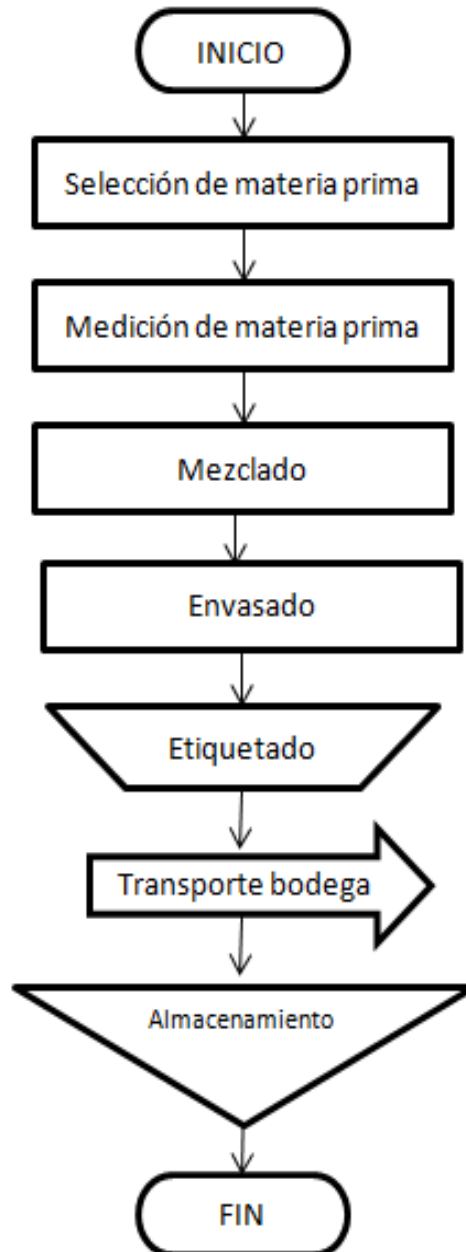 INICIO
Selección de materia prima
Medición de materia prima
Mezclado
Envasado
Etiquetado
Transporte bodega
Almacenamiento
FIN